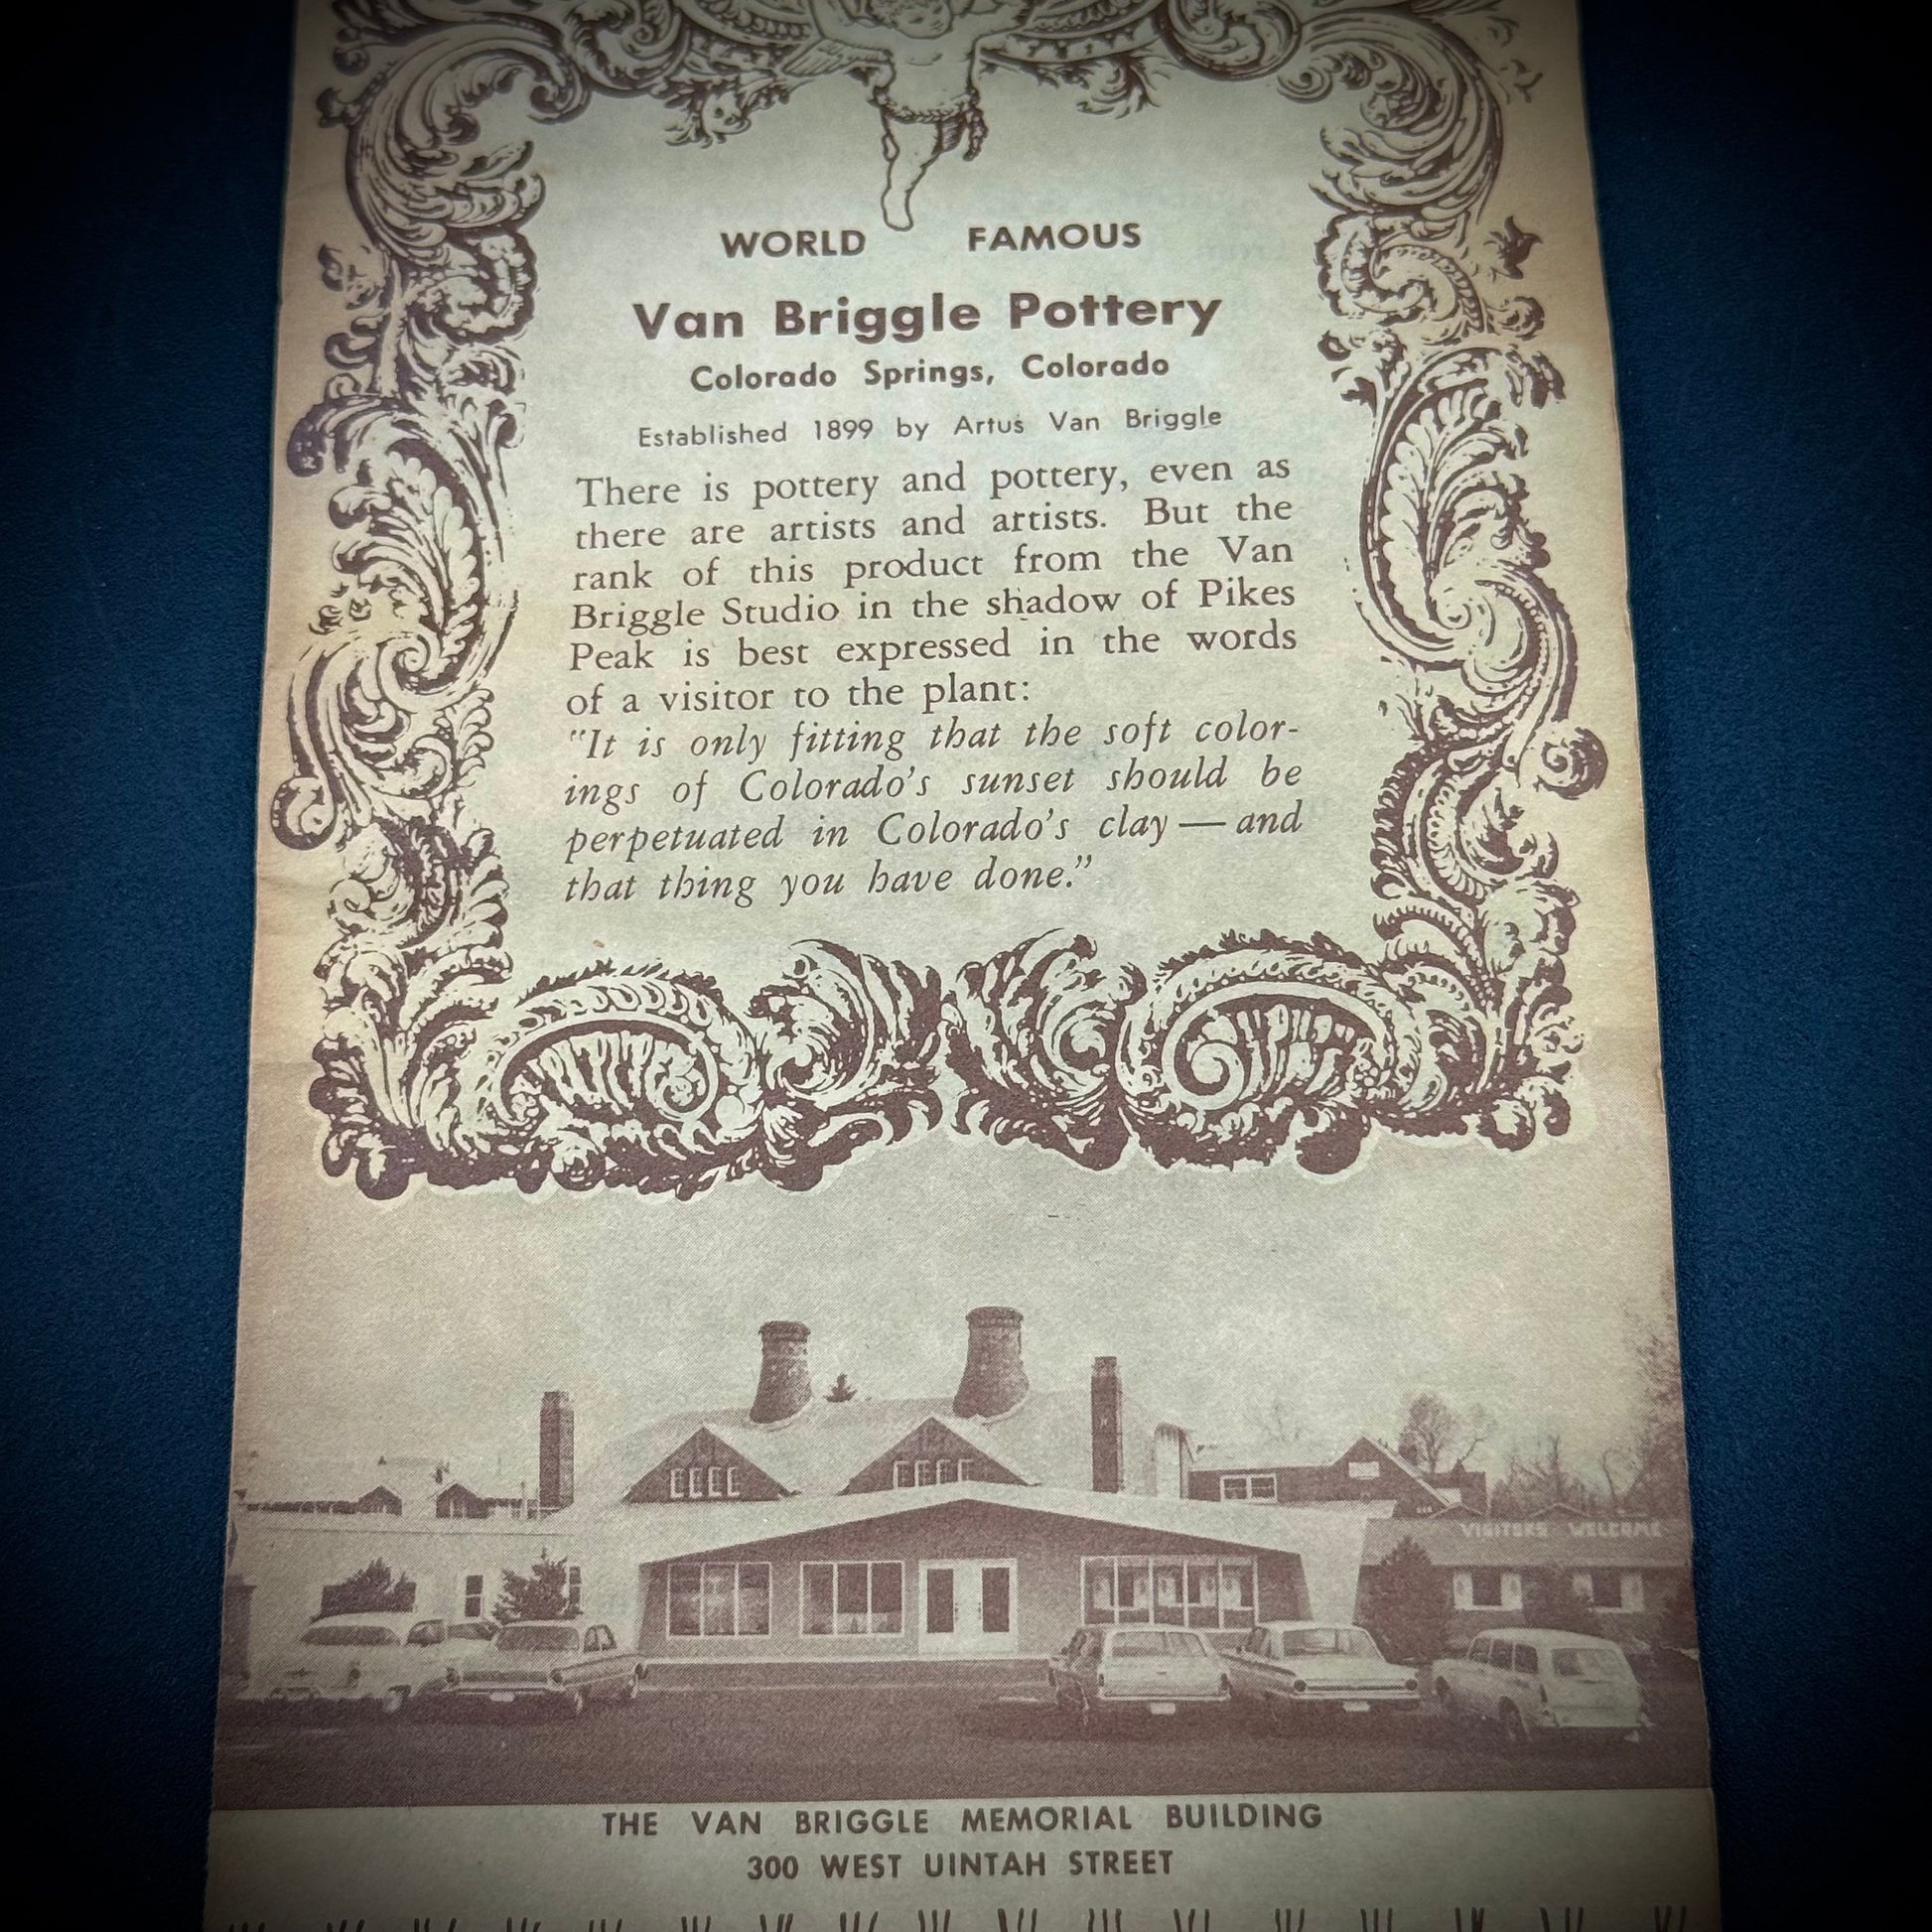 WORLD FAMOUS
Van Briggle Pottery
Colorado Springs, Colorado
Established 1899 by Artus Van Briggle
There is pottery and pottery, even as
there are artists and artists. But the
rank of this product from the Van
Briggle Studio in the shadow of Pikes
Peak is best expressed in the words
of a visitor to the plant:
"It is only fitting that the soft color-
ings of Colorado's sunset should be
perpetuated in Colorado's clay — and
that thing you have done."
VISITORS WELCOME
THE VAN BRIGGLE MEMORIAL BUILDING
300 WEST UINTAH STREET